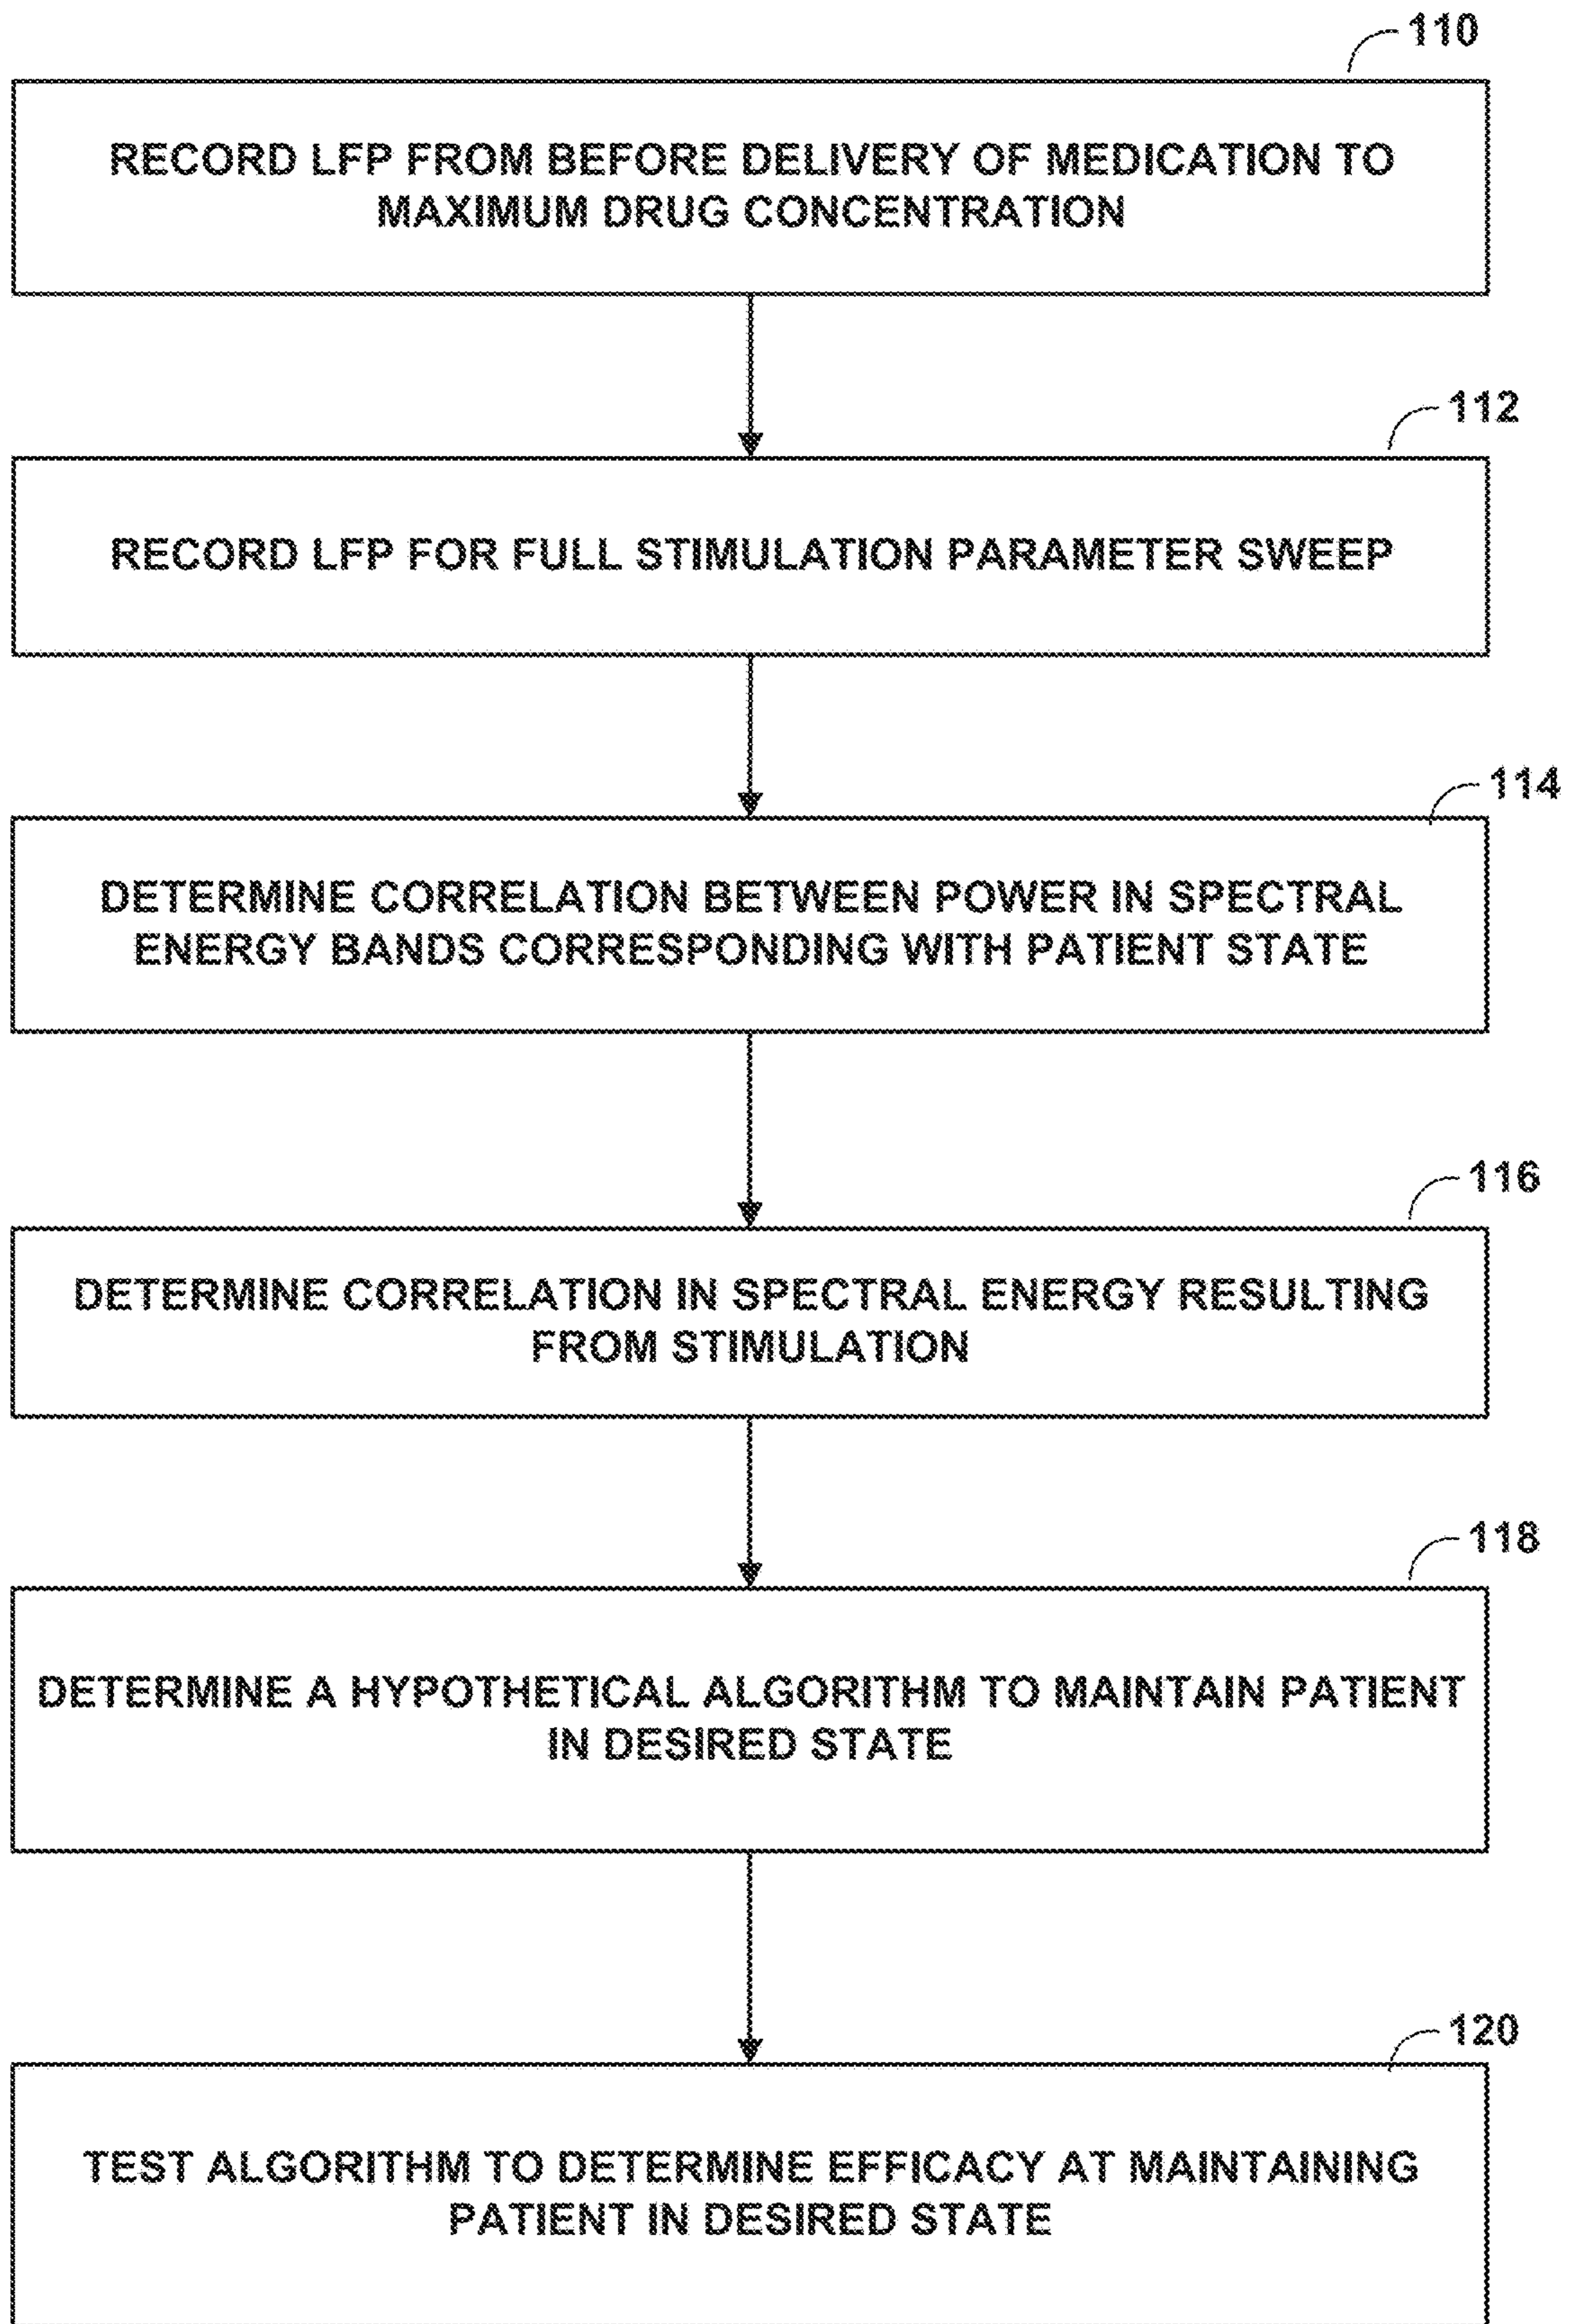 110
RECORD LFP FROM BEFORE DELIVERY OF MEDICATION TO
MAXIMUM DRUG CONCENTRATION
112
RECORD LFP FOR FULL STIMULATION PARAMETER SWEEP
114
DETERMINE CORRELATION BETWEEN POWER IN SPECTRAL
ENERGY BANDS CORRESPONDING WITH PATIENT STATE
116
DETERMINE CORRELATION IN SPECTRAL ENERGY RESULTING
FROM STIMULATION
118
DETERMINE A HYPOTHETICAL ALGORITHM TO MAINTAIN PATIENT
IN DESIRED STATE
120
TEST ALGORITHM TO DETERMINE EFFICACY AT MAINTAINING
PATIENT IN DESIRED STATE